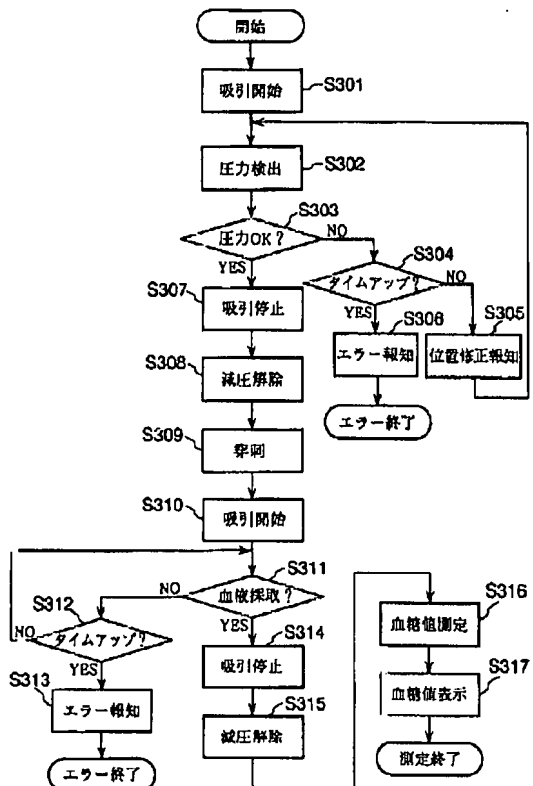 開始
吸引開始
S301
圧力検出
S302
S303
圧力OK?
NO
YES
S304
タイムアップ?
NO
YES
S307
吸引停止
S306
エラー報知
S305
位置修正報知
エラー終了
S308
減圧解除
S309
穿刺
S310
吸引開始
S311
血液採取?
NO
YES
S312
タイムアップ?
NO
YES
S313
エラー報知
エラー終了
S314
吸引停止
S315
減圧解除
S316
血糖値測定
S317
血糖値表示
測定終了